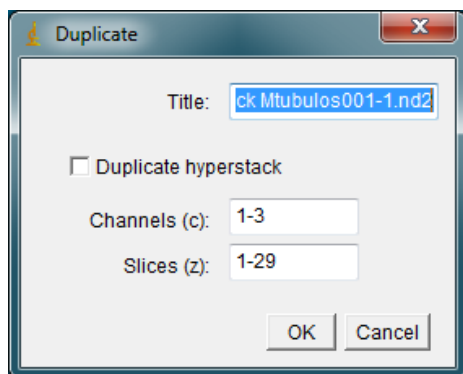 Duplicate
Title: ck Mtubulos001-1.nd2
Duplicate hyperstack
Channels (c): 1-3
Slices (z): 1-29
OK Cancel